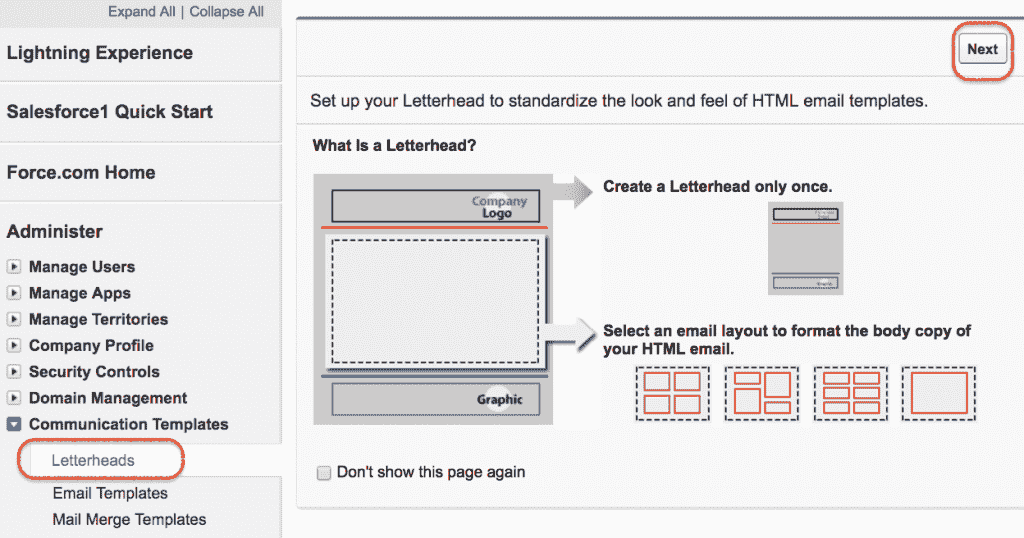 Expand All | Collapse All
Lightning Experience
Salesforce1 Quick Start
Force.com Home
Administer
Manage Users
Manage Apps
Manage Territories
Company Profile
Security Controls
Domain Management
Communication Templates
Letterheads
Email Templates
Mail Merge Templates
Next
Set up your Letterhead to standardize the look and feel of HTML email templates.
What Is a Letterhead?
Company
Logo
Graphic
Create a Letterhead only once.
Select an email layout to format the body copy of
your HTML email.
Don't show this page again